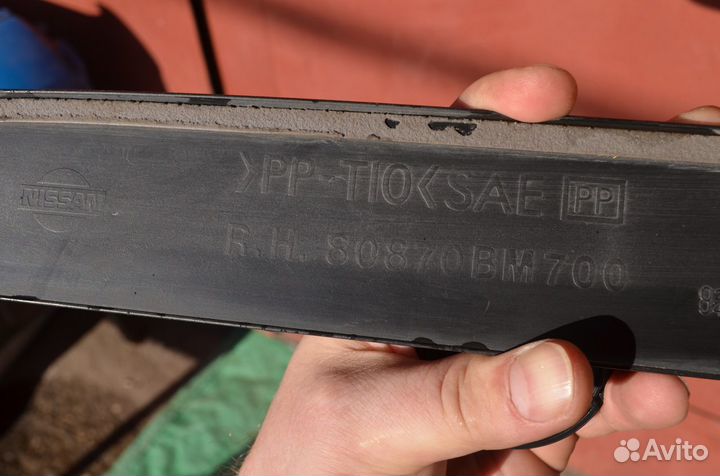 >PP-T10<SAE PP
NISSAN
R.H. 80870BM700
Avito